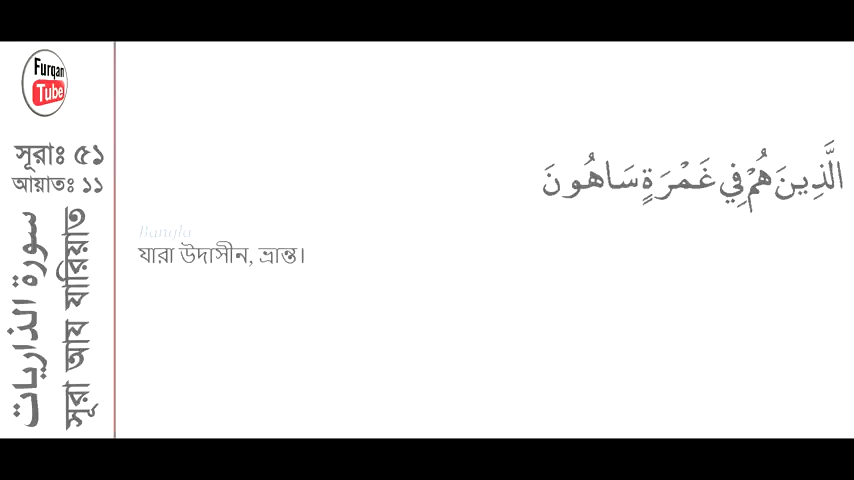 Furqan
Tube
সূরাঃ ৫১
আয়াতঃ ১১
سورة الذاريات
সূরা আয যারিয়াত
الَّذِينَ هُمْ فِي غَمْرَةٍ سَاهُونَ
Bangla
যারা উদাসীন, ভ্রান্ত।